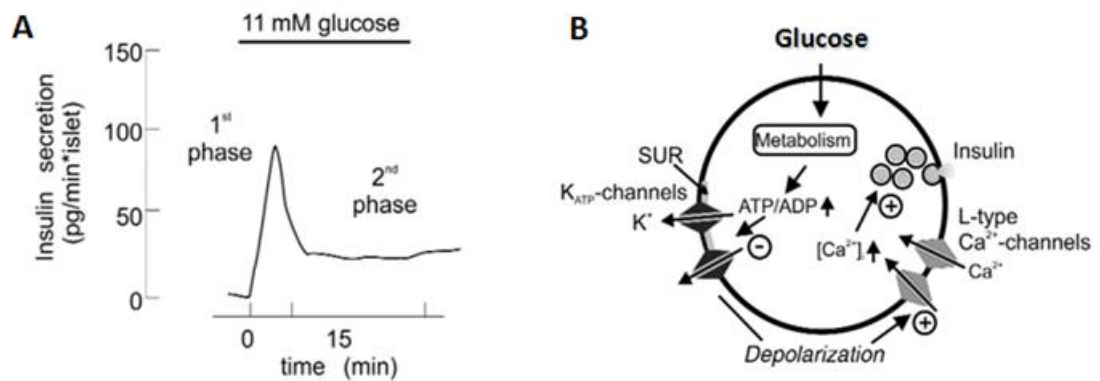 A
11 mM glucose
150
100
50
0
Insulin secretion
(pg/min*islet)
1st
phase
2nd
phase
0
15
time (min)
B
Glucose
Metabolism
Insulin
SUR
KATP-channels
K+
ATP/ADP
−
+
[Ca2+]i
L-type
Ca2+-channels
Ca2+
+
Depolarization